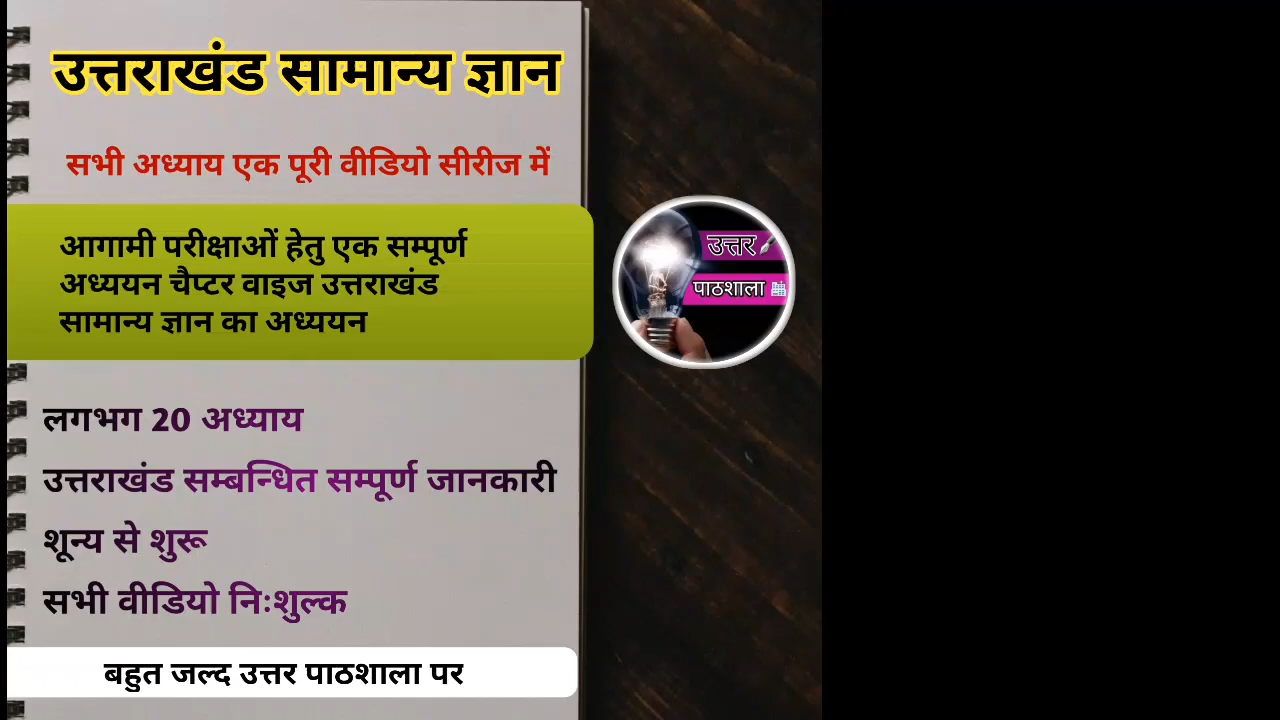 उत्तराखंड सामान्य ज्ञान
सभी अध्याय एक पूरी वीडियो सीरीज में
आगामी परीक्षाओं हेतु एक सम्पूर्ण
अध्ययन चैप्टर वाइज उत्तराखंड
सामान्य ज्ञान का अध्ययन
उत्तर
पाठशाला
लगभग 20 अध्याय
उत्तराखंड सम्बन्धित सम्पूर्ण जानकारी
शून्य से शुरू
सभी वीडियो निःशुल्क
बहुत जल्द उत्तर पाठशाला पर